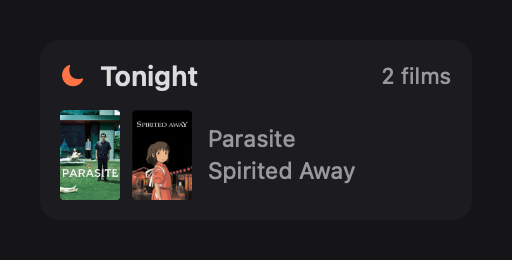 Tonight
2 films
SPIRITED AWAY
PARASITE
Parasite
Spirited Away